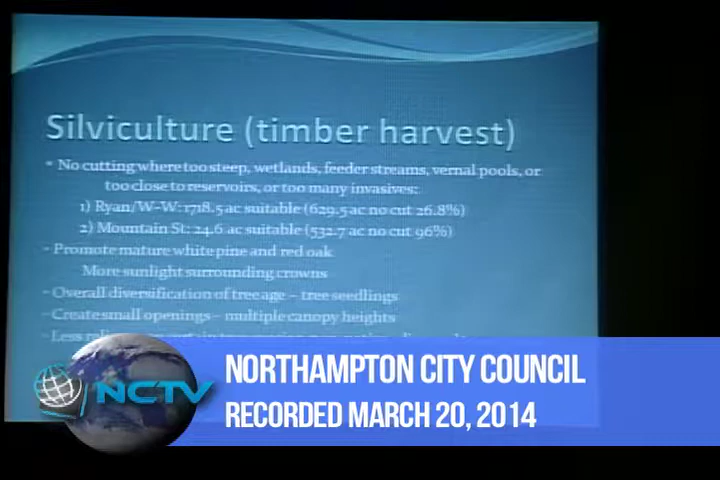 Silviculture (timber harvest)
• No cutting where too steep, wetlands, feeder streams, vernal pools, or
too close to reservoirs, or too many invasives:
1) Ryan/W-W: 1718.5 ac suitable (629.5 ac no cut 26.8%)
2) Mountain St.: 24.6 ac suitable (532.7 ac no cut 96%)
- Promote mature white pine and red oak
More sunlight surrounding crowns
- Overall diversification of tree age – tree seedlings
- Create small openings – multiple canopy heights
- Less
NCTV
NORTHAMPTON CITY COUNCIL
RECORDED MARCH 20, 2014